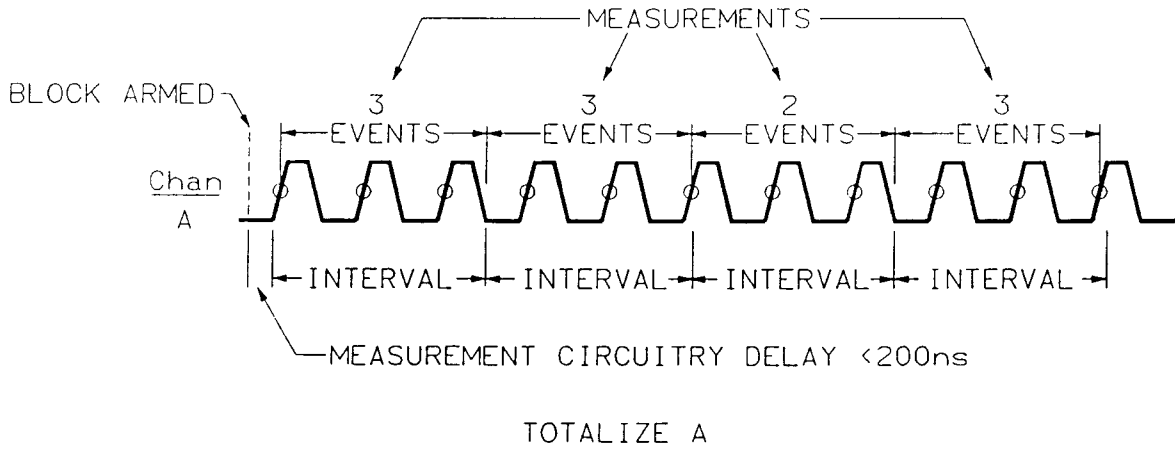 MEASUREMENTS
BLOCK ARMED
3 3 2 3
EVENTS EVENTS EVENTS EVENTS
Chan
A
INTERVAL INTERVAL INTERVAL INTERVAL
MEASUREMENT CIRCUITRY DELAY <200ns
TOTALIZE A